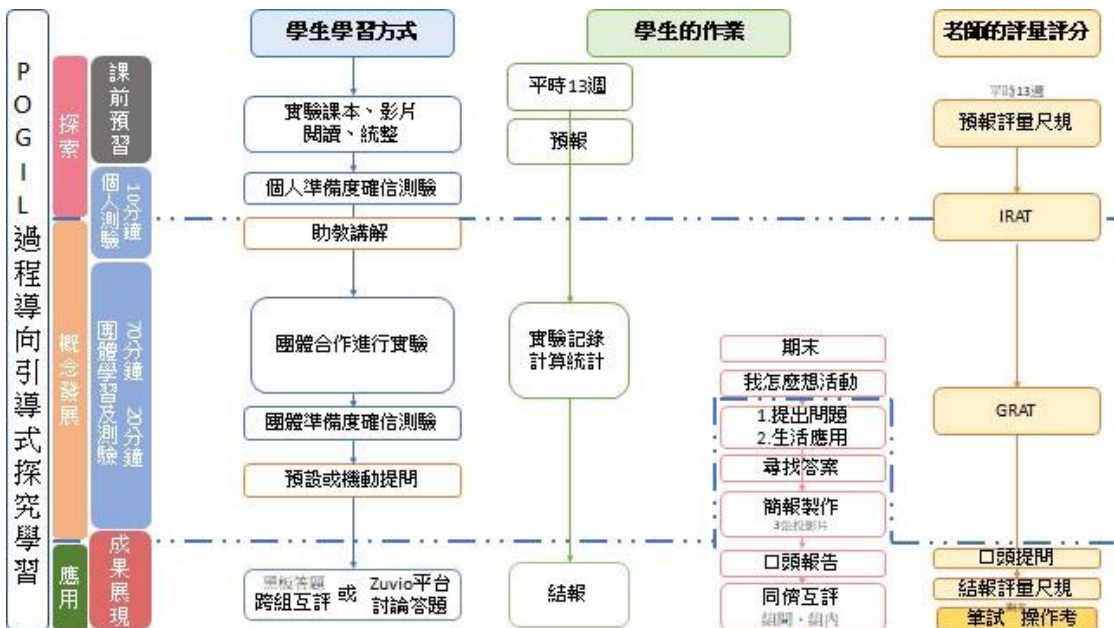 POGIL過程導向引導式探究學習
探索
概念發展
應用
課前預習
10分鐘
個人測驗
70分鐘 20分鐘
團體學習及測驗
成果展現
學生學習方式
實驗課本、影片
閱讀、統整
個人準備度確信測驗
助教講解
團體合作進行實驗
團體準備度確信測驗
預設或機動提問
黑板答題
跨組互評
或
Zuvio平台
討論答題
學生的作業
平時13週
預報
實驗記錄
計算統計
結報
期末
我怎麼想活動
1.提出問題
2.生活應用
尋找答案
簡報製作
3張投影片
口頭報告
同儕互評
組間、組內
老師的評量評分
平時13週
預報評量尺規
IRAT
GRAT
口頭提問
結報評量尺規
筆試 操作考